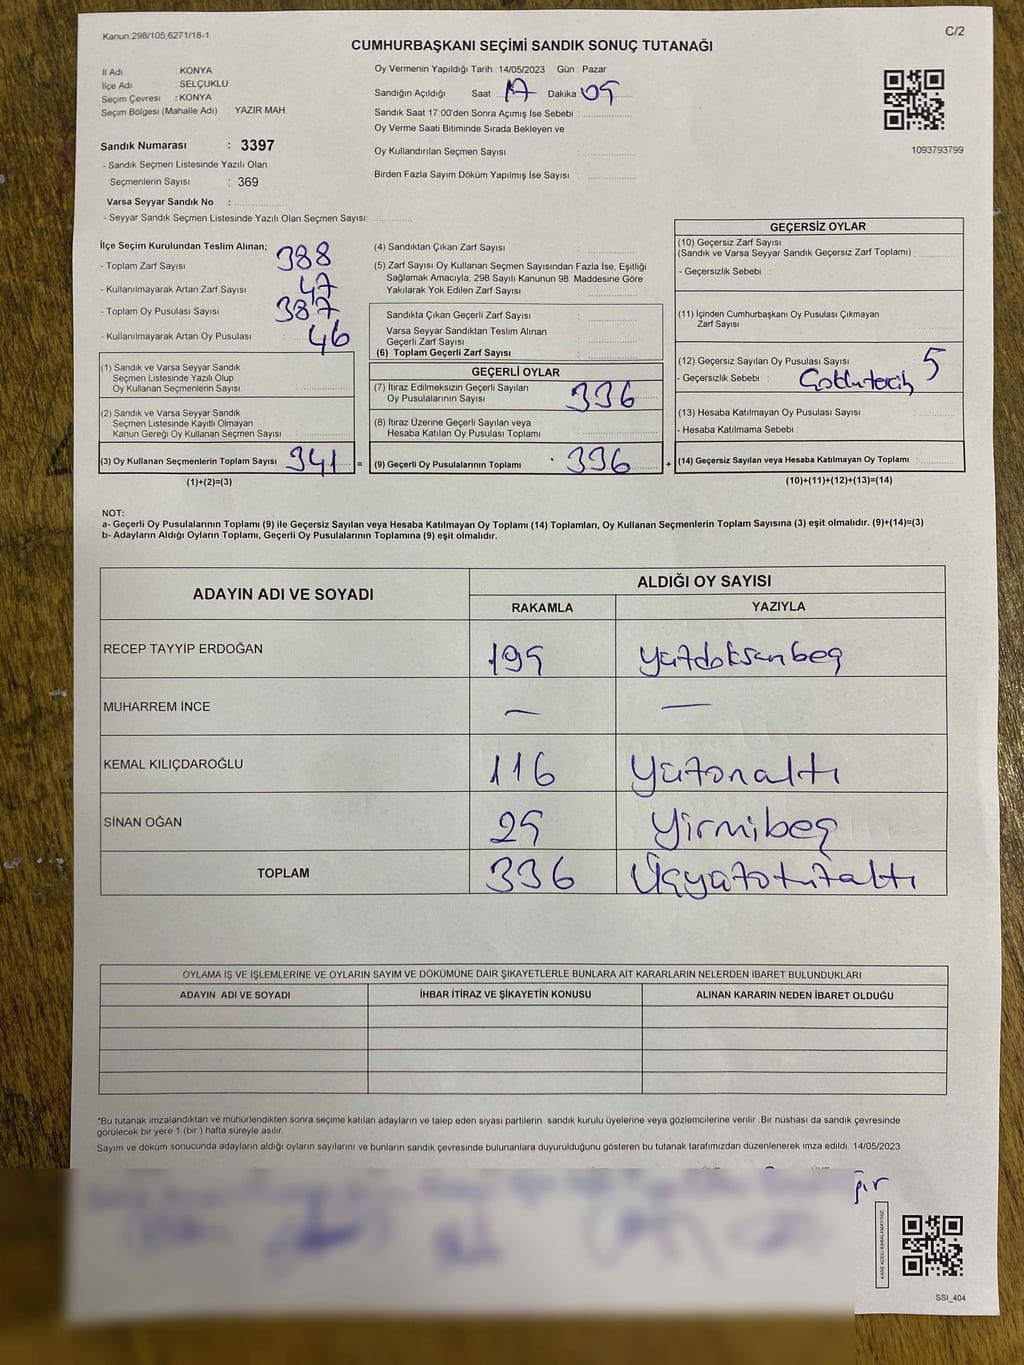 Kanun:298/105;6271/18-1
C/2
CUMHURBAŞKANI SEÇİMİ SANDIK SONUÇ TUTANAĞI
İl Adı KONYA
İlçe Adı : SELÇUKLU
Seçim Çevresi : KONYA
Seçim Bölgesi (Mahalle Adı) YAZIR MAH.
Oy Vermenin Yapıldığı Tarih : 14/05/2023 Gün : Pazar
Sandığın Açıldığı Saat 17 Dakika 05
Sandık Saat 17:00'den Sonra Açımış İse Sebebi :
Oy Verme Saati Bitiminde Sırada Bekleyen ve
Oy Kullandırılan Seçmen Sayısı :
Birden Fazla Sayım Döküm Yapılmış İse Sayısı :
1093793799
Sandık Numarası : 3397
- Sandık Seçmen Listesinde Yazılı Olan
Seçmenlerin Sayısı : 369
Varsa Seyyar Sandık No :
- Seyyar Sandık Seçmen Listesinde Yazılı Olan Seçmen Sayısı:
İlçe Seçim Kurulundan Teslim Alınan;
- Toplam Zarf Sayısı : 388
- Kullanılmayarak Artan Zarf Sayısı : 47
- Toplam Oy Pusulası Sayısı : 387
- Kullanılmayarak Artan Oy Pusulası : 46
(1) Sandık ve Varsa Seyyar Sandık
Seçmen Listesinde Yazılı Olup
Oy Kullanan Seçmenlerin Sayısı :
(2) Sandık ve Varsa Seyyar Sandık
Seçmen Listesinde Kayıtlı Olmayan
Kanun Gereği Oy Kullanan Seçmen Sayısı :
(3) Oy Kullanan Seçmenlerin Toplam Sayısı : 341 =
(1)+(2)=(3)
(4) Sandıktan Çıkan Zarf Sayısı :
(5) Zarf Sayısı Oy Kullanan Seçmen Sayısından Fazla İse, Eşitliği
Sağlamak Amacıyla; 298 Sayılı Kanunun 98. Maddesine Göre
Yakılarak Yok Edilen Zarf Sayısı :
Sandıkta Çıkan Geçerli Zarf Sayısı :
Varsa Seyyar Sandıktan Teslim Alınan
Geçerli Zarf Sayısı :
(6) Toplam Geçerli Zarf Sayısı :
GEÇERLİ OYLAR
(7) İtiraz Edilmeksizin Geçerli Sayılan
Oy Pusulalarının Sayısı : 336
(8) İtiraz Üzerine Geçerli Sayılan veya
Hesaba Katılan Oy Pusulası Toplamı :
(9) Geçerli Oy Pusulalarının Toplamı : 336 +
GEÇERSİZ OYLAR
(10) Geçersiz Zarf Sayısı
(Sandık ve Varsa Seyyar Sandık Geçersiz Zarf Toplamı) :
- Geçersizlik Sebebi :
(11) İçinden Cumhurbaşkanı Oy Pusulası Çıkmayan
Zarf Sayısı :
(12) Geçersiz Sayılan Oy Pusulası Sayısı : 5
- Geçersizlik Sebebi :
(13) Hesaba Katılmayan Oy Pusulası Sayısı :
- Hesaba Katılmama Sebebi :
(14) Geçersiz Sayılan veya Hesaba Katılmayan Oy Toplamı :
(10)+(11)+(12)+(13)=(14)
NOT:
a- Geçerli Oy Pusulalarının Toplamı (9) ile Geçersiz Sayılan veya Hesaba Katılmayan Oy Toplamı (14) Toplamları, Oy Kullanan Seçmenlerin Toplam Sayısına (3) eşit olmalıdır. (9)+(14)=(3)
b- Adayların Aldığı Oyların Toplamı, Geçerli Oy Pusulalarının Toplamına (9) eşit olmalıdır.
ADAYIN ADI VE SOYADI
ALDIĞI OY SAYISI
RAKAMLA YAZIYLA
RECEP TAYYİP ERDOĞAN 195 yüzdoksanbeş
MUHARREM İNCE — —
KEMAL KILIÇDAROĞLU 116 yüzonaltı
SİNAN OĞAN 25 yirmibeş
TOPLAM 336 Üçyüzotuzaltı
OYLAMA İŞ VE İŞLEMLERİNE VE OYLARIN SAYIM VE DÖKÜMÜNE DAİR ŞİKAYETLERLE BUNLARA AİT KARARLARIN NELERDEN İBARET BULUNDUKLARI
ADAYIN ADI VE SOYADI İHBAR İTİRAZ VE ŞİKAYETİN KONUSU ALINAN KARARIN NEDEN İBARET OLDUĞU
*Bu tutanak imzalandıktan ve mühürlendikten sonra seçime katılan adayların ve talep eden siyasi partilerin sandık kurulu üyelerine veya gözlemcilerine verilir. Bir nüshası da sandık çevresinde
görülecek bir yere 1 (bir ) hafta süreyle asılır.
Sayım ve döküm sonucunda adayların aldığı oyların sayılarını ve bunların sandık çevresinde bulunanlara duyurulduğunu gösteren bu tutanak tarafımızdan düzenlenerek imza edildi. 14/05/2023
KARE KODU KARALAMAYINIZ!
SSI_404